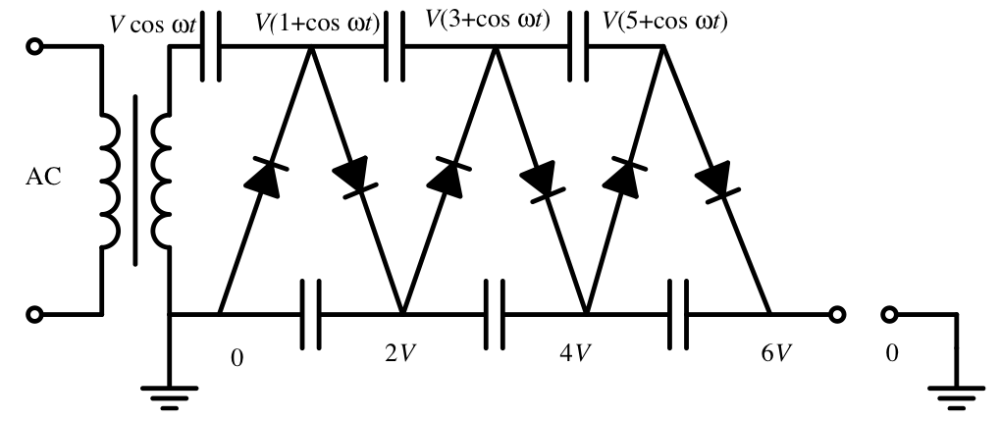 V cos ωt
V(1+cos ωt)
V(3+cos ωt)
V(5+cos ωt)
AC
0
2V
4V
6V
0